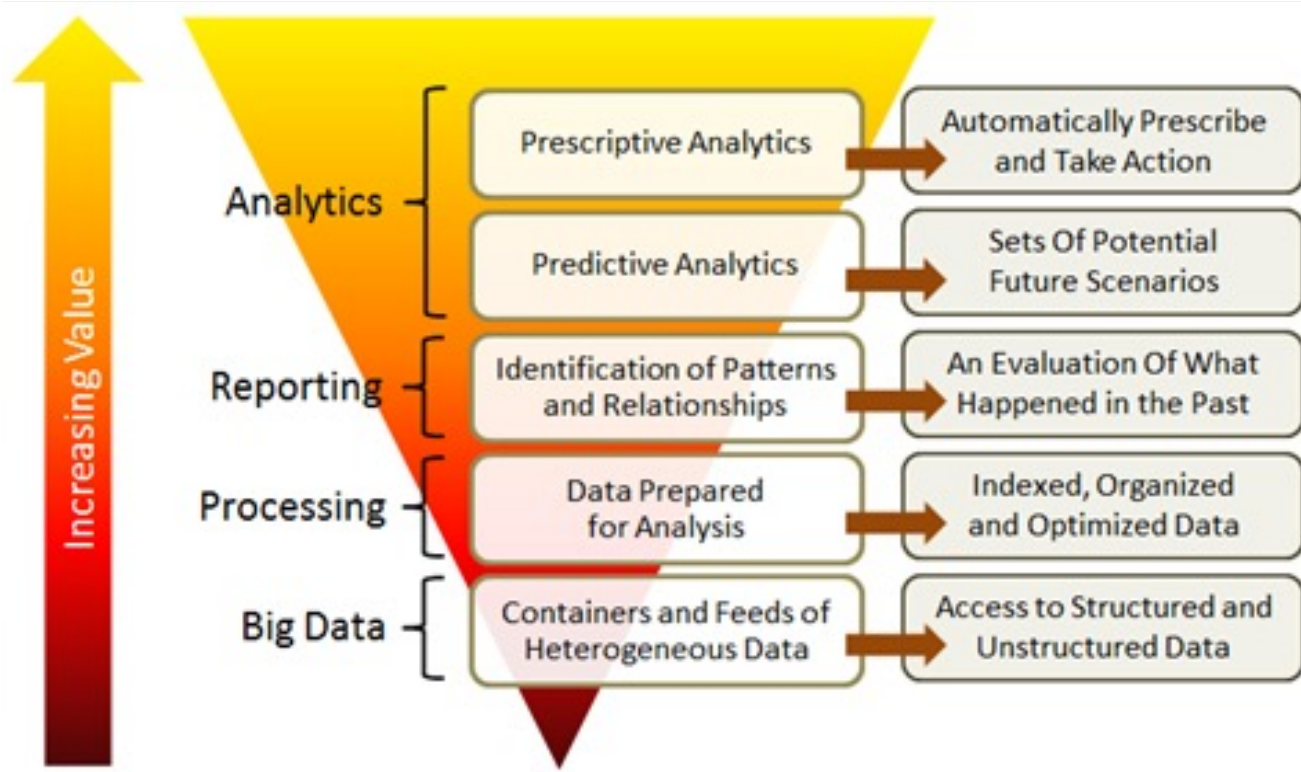 Increasing Value
Analytics
Prescriptive Analytics
Automatically Prescribe
and Take Action
Predictive Analytics
Sets Of Potential
Future Scenarios
Reporting
Identification of Patterns
and Relationships
An Evaluation Of What
Happened in the Past
Processing
Data Prepared
for Analysis
Indexed, Organized
and Optimized Data
Big Data
Containers and Feeds of
Heterogeneous Data
Access to Structured and
Unstructured Data